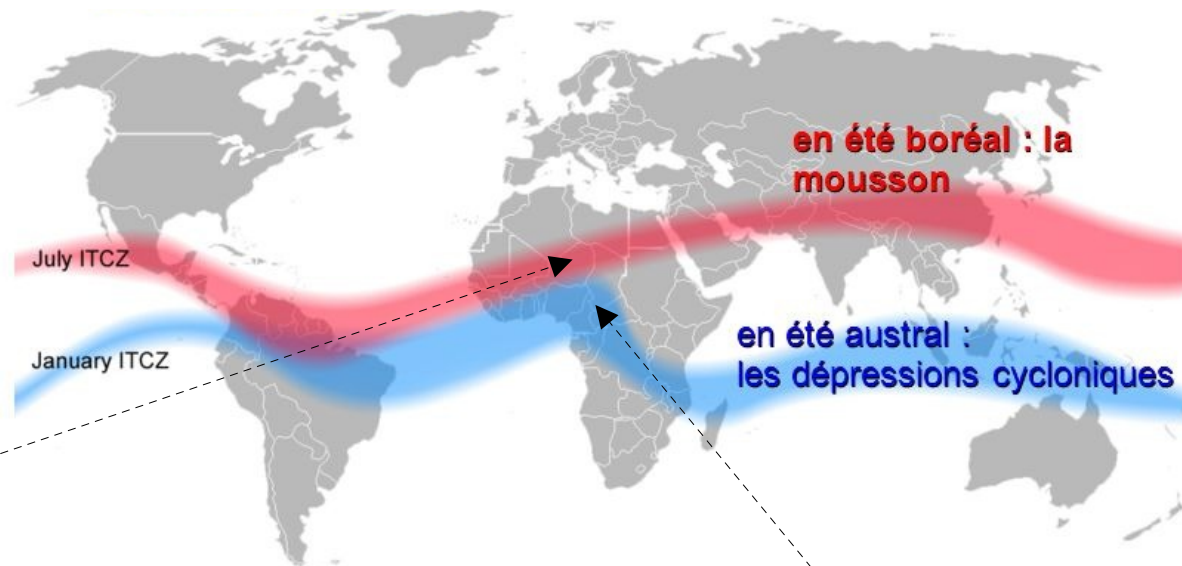 en été boréal : la
mousson
July ITCZ
January ITCZ
en été austral :
les dépressions cycloniques